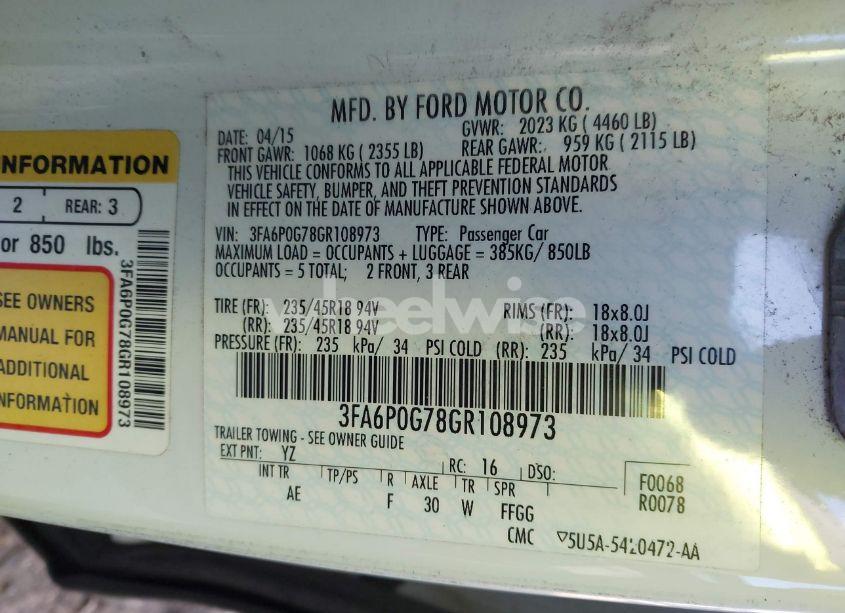 NFORMATION
2 REAR: 3
or 850 lbs.
SEE OWNERS
MANUAL FOR
ADDITIONAL
INFORMATION
3FA6P0G78GR108973
MFD. BY FORD MOTOR CO.
DATE: 04/15 GVWR: 2023 KG ( 4460 LB)
FRONT GAWR: 1068 KG ( 2355 LB) REAR GAWR: 959 KG ( 2115 LB)
THIS VEHICLE CONFORMS TO ALL APPLICABLE FEDERAL MOTOR
VEHICLE SAFETY, BUMPER, AND THEFT PREVENTION STANDARDS
IN EFFECT ON THE DATE OF MANUFACTURE SHOWN ABOVE.
VIN: 3FA6P0G78GR108973 TYPE: Passenger Car
MAXIMUM LOAD = OCCUPANTS + LUGGAGE = 385KG/ 850LB
OCCUPANTS = 5 TOTAL; 2 FRONT, 3 REAR
wheelwise
TIRE (FR): 235/45R18 94V RIMS (FR): 18x8.0J
(RR): 235/45R18 94V (RR): 18x8.0J
PRESSURE (FR): 235 kPa/ 34 PSI COLD (RR): 235 kPa/ 34 PSI COLD
3FA6P0G78GR108973
TRAILER TOWING - SEE OWNER GUIDE
EXT PNT: YZ RC: 16 DSO: F0068
INT TR TP/PS R AXLE TR SPR R0078
AE F 30 W FFGG
CMC ▽5U5A-5420472-AA